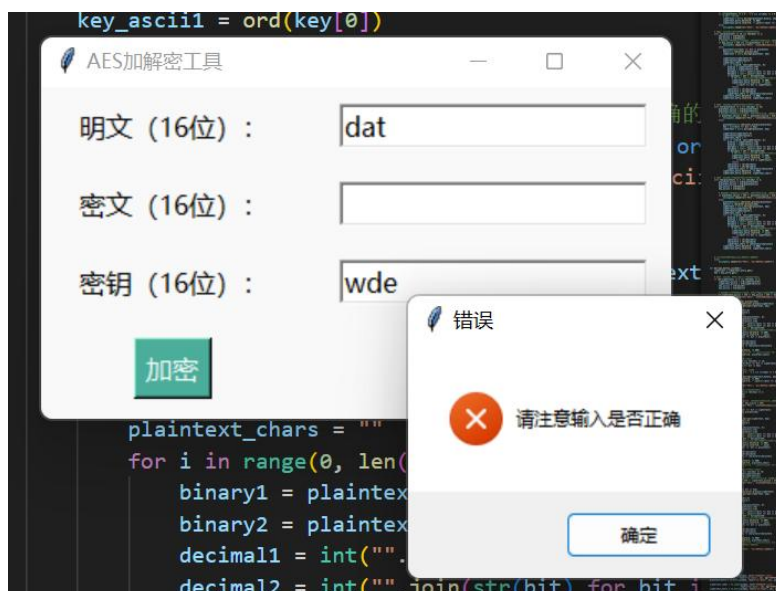 key_ascii1 = ord(key[0])
AES加解密工具
明文（16位）：
dat
密文（16位）：
密钥（16位）：
wde
错误
加密
请注意输入是否正确
确定
plaintext_chars = ""
for i in range(0, len(
binary1 = plaintex
binary2 = plaintex
decimal1 = int("".
decimal2 = int("".join(str(bit) for bit i